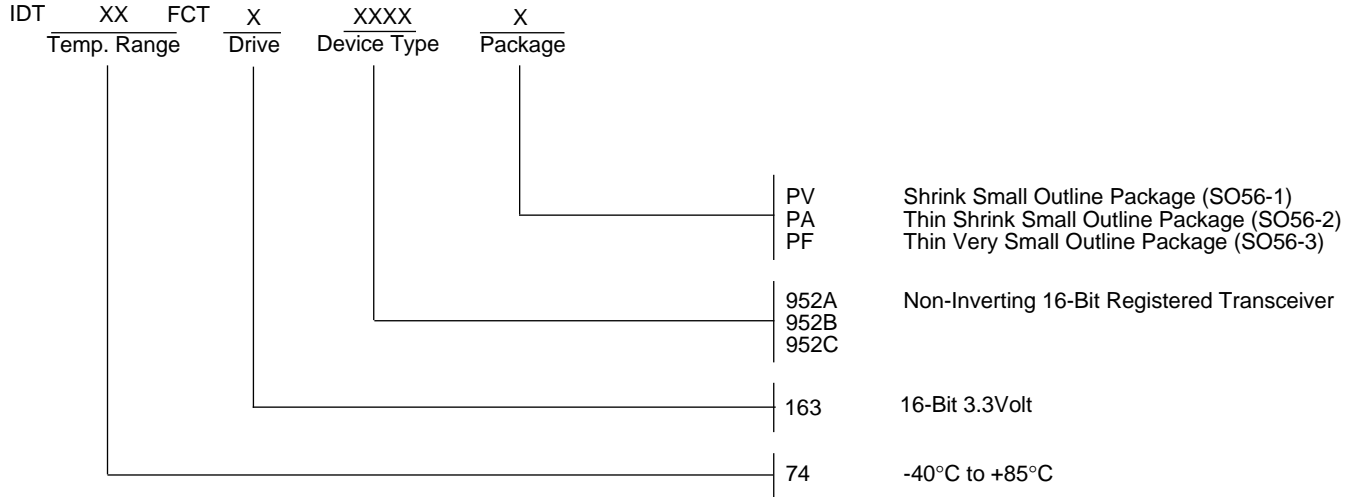 IDT XX FCT X XXXX X
Temp. Range Drive Device Type Package
PV Shrink Small Outline Package (SO56-1)
PA Thin Shrink Small Outline Package (SO56-2)
PF Thin Very Small Outline Package (SO56-3)
952A Non-Inverting 16-Bit Registered Transceiver
952B
952C
163 16-Bit 3.3Volt
74 -40°C to +85°C